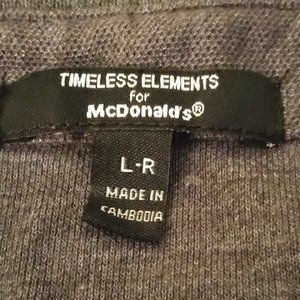 TIMELESS ELEMENTS
for
McDonald's®
L-R
MADE IN
CAMBODIA